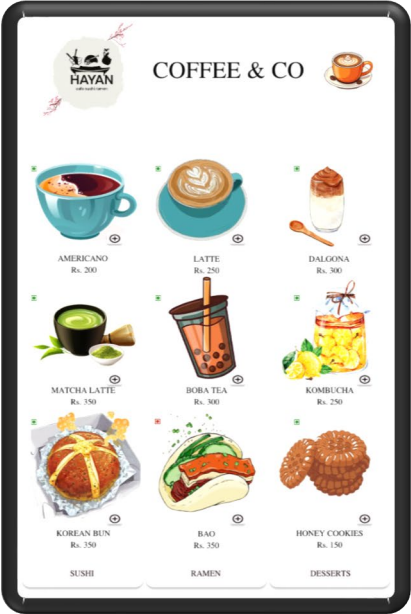 HAYAN
COFFEE & CO
AMERICANO
Rs. 200
LATTE
Rs. 250
DALGONA
Rs. 300
MATCHA LATTE
Rs. 350
BOBA TEA
Rs. 300
KOMBUCHA
Rs. 250
KOREAN BUN
Rs. 350
BAO
Rs. 350
HONEY COOKIES
Rs. 150
SUSHI
RAMEN
DESSERTS